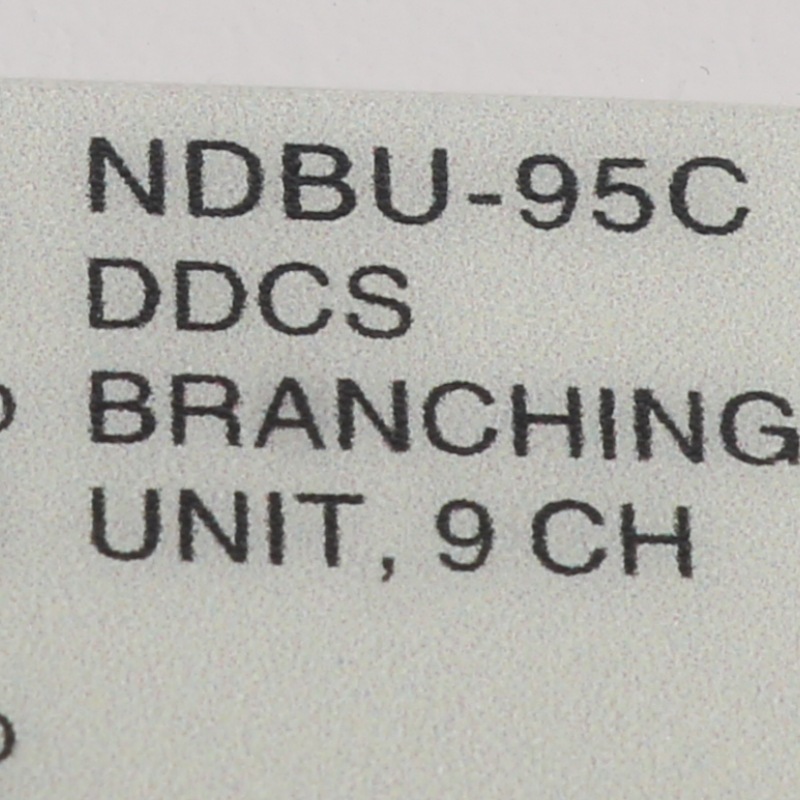 NDBU-95C
DDCS
BRANCHING
UNIT, 9 CH